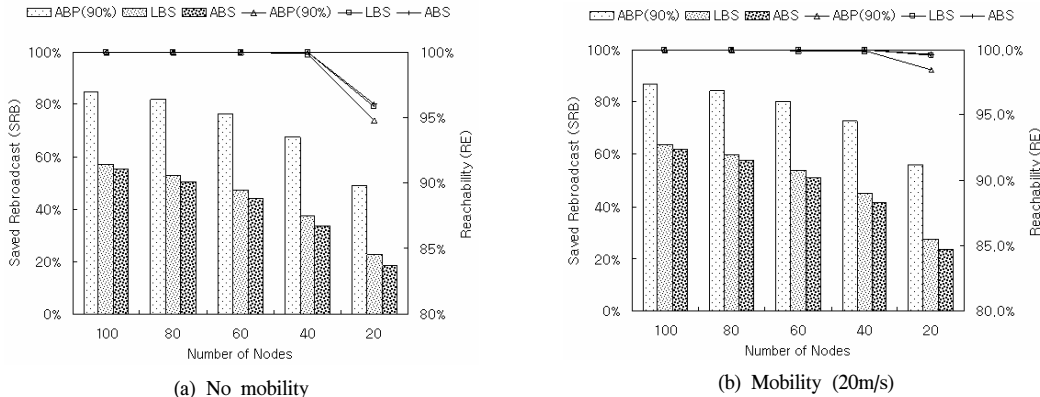 ABP(90%) LBS ABS ABP(90%) LBS ABS
100%
80%
60%
40%
20%
0%
Saved Rebroadcast (SRB)
100%
95%
90%
85%
80%
Reachability (RE)
100 80 60 40 20
Number of Nodes
(a) No mobility
ABP(90%) LBS ABS ABP(90%) LBS ABS
100%
80%
60%
40%
20%
0%
Saved Rebroadcast (SRB)
100,0%
95,0%
90,0%
85,0%
80,0%
Reachability (RE)
100 80 60 40 20
Number of Nodes
(b) Mobility (20m/s)